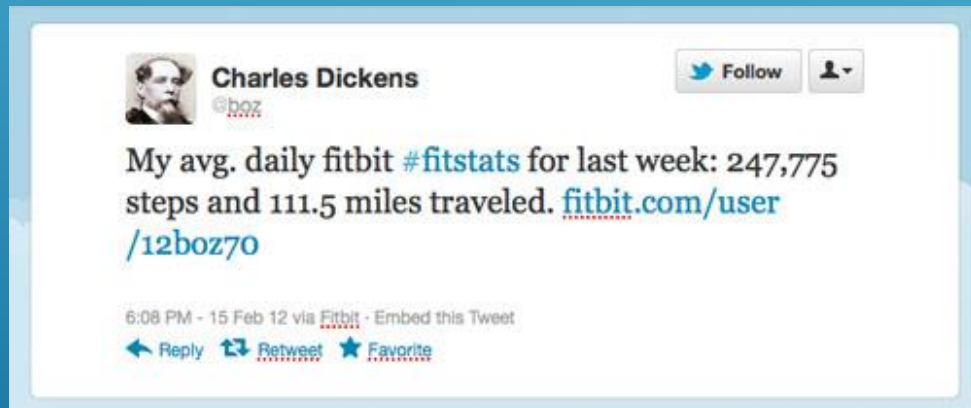 Charles Dickens
@boz
Follow
My avg. daily fitbit #fitstats for last week: 247,775
steps and 111.5 miles traveled. fitbit.com/user
/12boz70
6:08 PM - 15 Feb 12 via Fitbit · Embed this Tweet
Reply Retweet Favorite